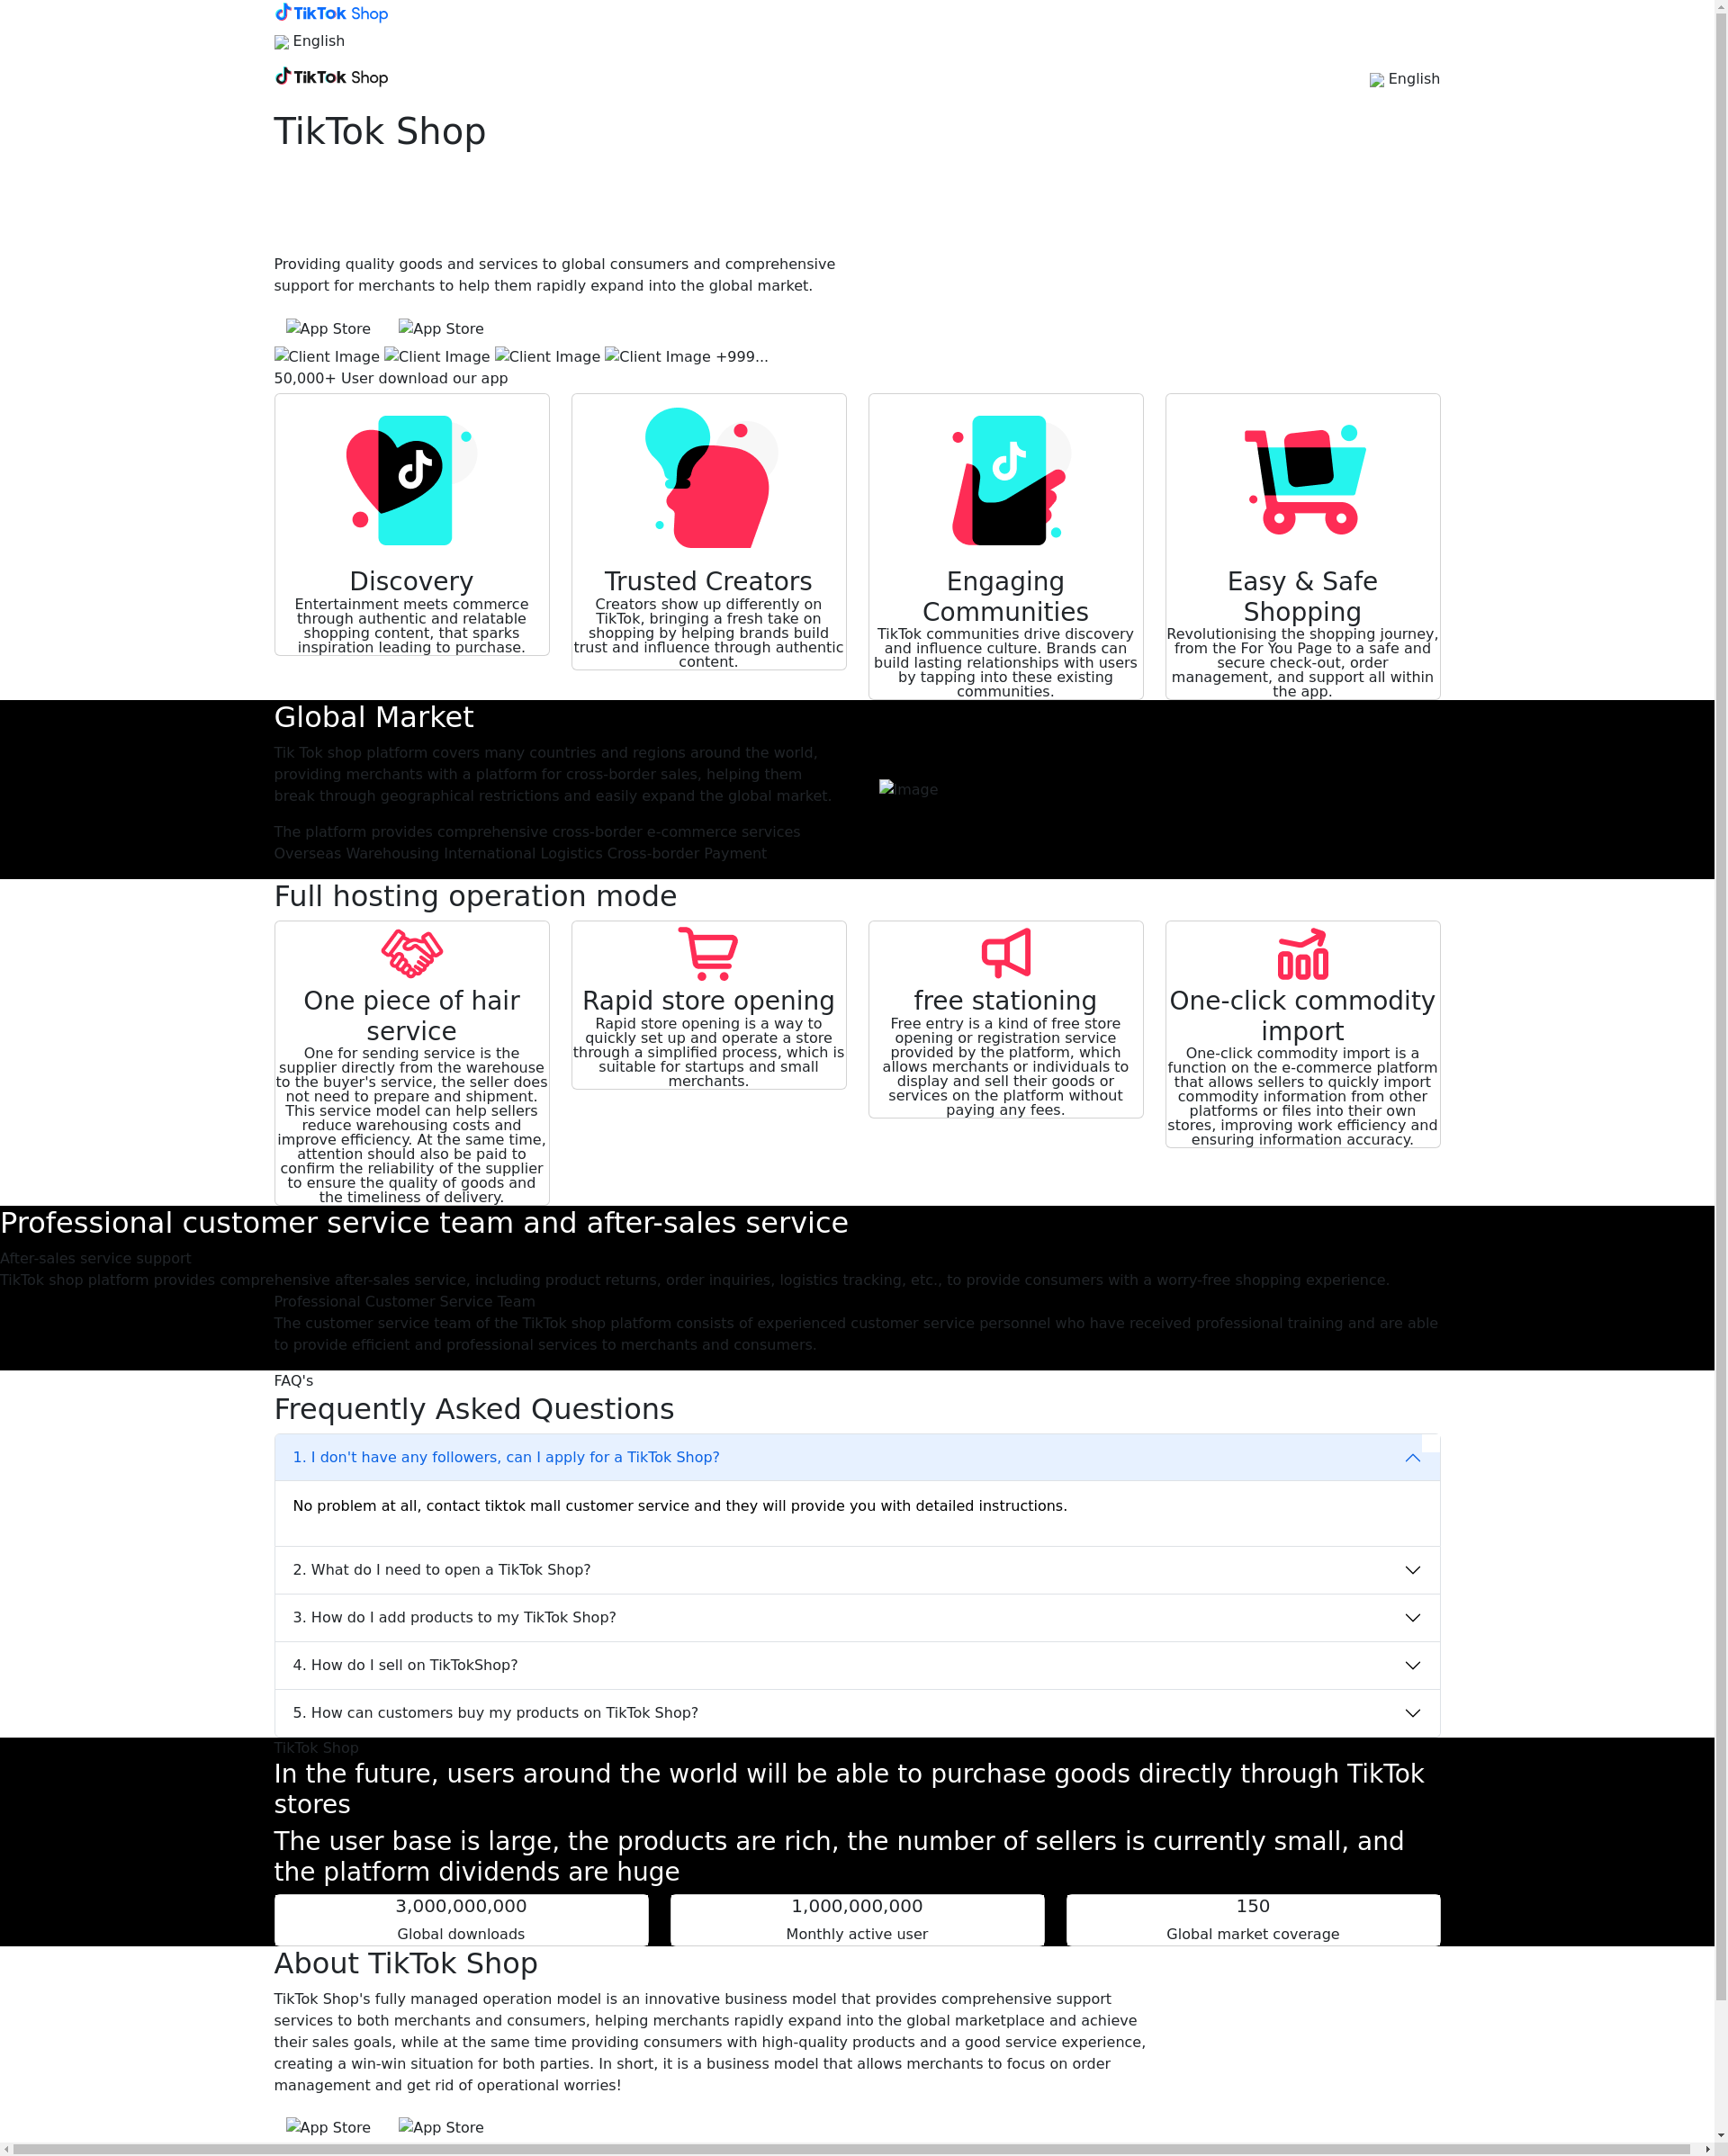 TikTok Shop
English
TikTok Shop
English
TikTok Shop
Providing quality goods and services to global consumers and comprehensive
support for merchants to help them rapidly expand into the global market.
App Store App Store
Client Image Client Image Client Image Client Image +999...
50,000+ User download our app
Discovery
Entertainment meets commerce
through authentic and relatable
shopping content, that sparks
inspiration leading to purchase.
Trusted Creators
Creators show up differently on
TikTok, bringing a fresh take on
shopping by helping brands build
trust and influence through authentic
content.
Engaging
Communities
TikTok communities drive discovery
and influence culture. Brands can
build lasting relationships with users
by tapping into these existing
communities.
Easy & Safe
Shopping
Revolutionising the shopping journey,
from the For You Page to a safe and
secure check-out, order
management, and support all within
the app.
Global Market
Tik Tok shop platform covers many countries and regions around the world,
providing merchants with a platform for cross-border sales, helping them
break through geographical restrictions and easily expand the global market.
The platform provides comprehensive cross-border e-commerce services
Overseas Warehousing International Logistics Cross-border Payment
Image
Full hosting operation mode
One piece of hair
service
One for sending service is the
supplier directly from the warehouse
to the buyer's service, the seller does
not need to prepare and shipment.
This service model can help sellers
reduce warehousing costs and
improve efficiency. At the same time,
attention should also be paid to
confirm the reliability of the supplier
to ensure the quality of goods and
the timeliness of delivery.
Rapid store opening
Rapid store opening is a way to
quickly set up and operate a store
through a simplified process, which is
suitable for startups and small
merchants.
free stationing
Free entry is a kind of free store
opening or registration service
provided by the platform, which
allows merchants or individuals to
display and sell their goods or
services on the platform without
paying any fees.
One-click commodity
import
One-click commodity import is a
function on the e-commerce platform
that allows sellers to quickly import
commodity information from other
platforms or files into their own
stores, improving work efficiency and
ensuring information accuracy.
Professional customer service team and after-sales service
After-sales service support
TikTok shop platform provides comprehensive after-sales service, including product returns, order inquiries, logistics tracking, etc., to provide consumers with a worry-free shopping experience.
Professional Customer Service Team
The customer service team of the TikTok shop platform consists of experienced customer service personnel who have received professional training and are able
to provide efficient and professional services to merchants and consumers.
FAQ's
Frequently Asked Questions
1. I don't have any followers, can I apply for a TikTok Shop?
No problem at all, contact tiktok mall customer service and they will provide you with detailed instructions.
2. What do I need to open a TikTok Shop?
3. How do I add products to my TikTok Shop?
4. How do I sell on TikTokShop?
5. How can customers buy my products on TikTok Shop?
TikTok Shop
In the future, users around the world will be able to purchase goods directly through TikTok
stores
The user base is large, the products are rich, the number of sellers is currently small, and
the platform dividends are huge
3,000,000,000
Global downloads
1,000,000,000
Monthly active user
150
Global market coverage
About TikTok Shop
TikTok Shop's fully managed operation model is an innovative business model that provides comprehensive support
services to both merchants and consumers, helping merchants rapidly expand into the global marketplace and achieve
their sales goals, while at the same time providing consumers with high-quality products and a good service experience,
creating a win-win situation for both parties. In short, it is a business model that allows merchants to focus on order
management and get rid of operational worries!
App Store App Store